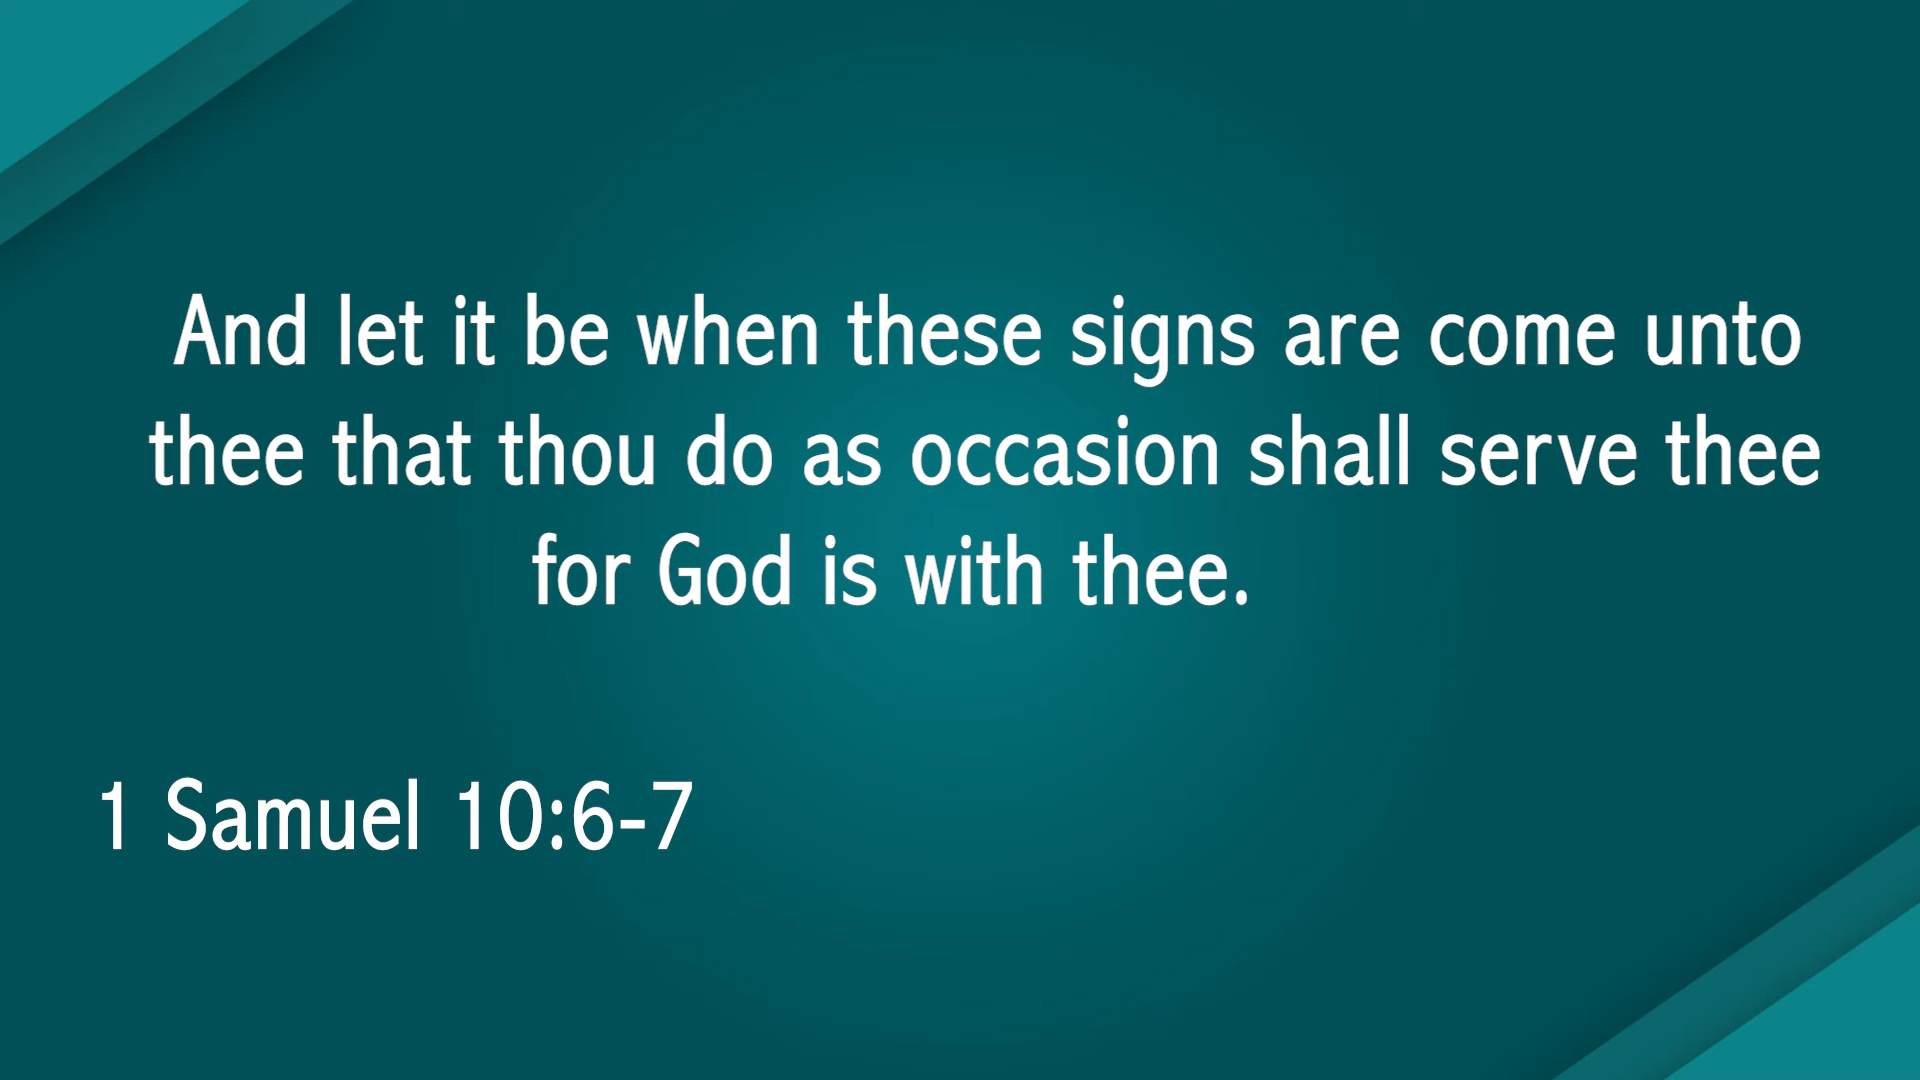 And let it be when these signs are come unto
thee that thou do as occasion shall serve thee
for God is with thee.
1 Samuel 10:6-7